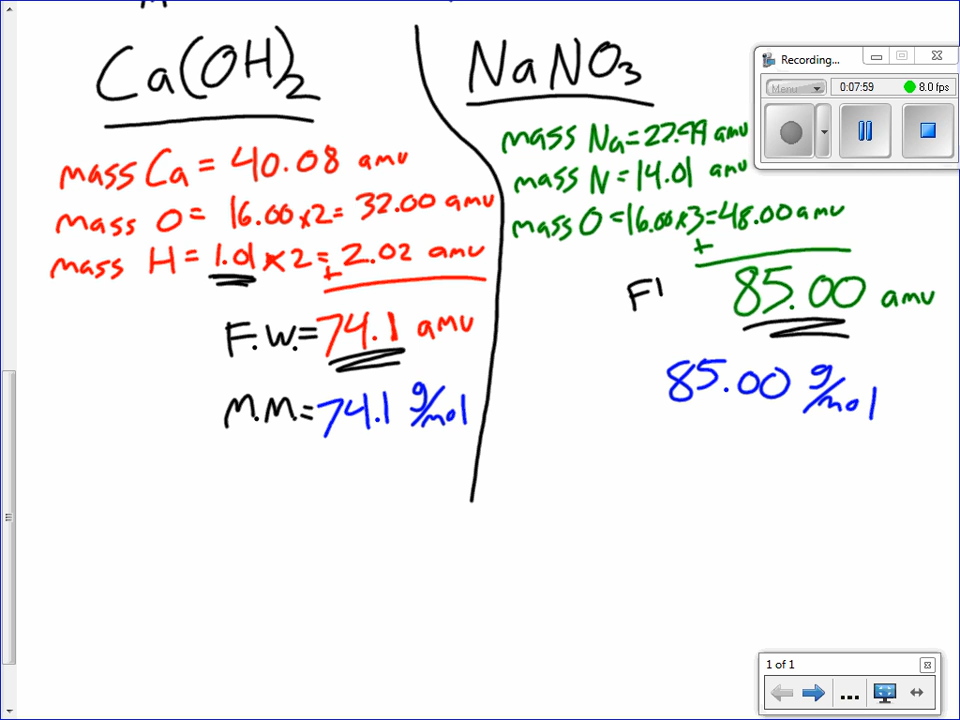 Ca(OH)2
mass Ca = 40.08 amu
mass O = 16.00 x 2 = 32.00 amu
mass H = 1.01 x 2 = 2.02 amu
+
F.W. = 74.1 amu
M.M. = 74.1 g/mol
NaNO3
mass Na = 22.99 amu
mass N = 14.01 amu
mass O = 16.00 x 3 = 48.00 amu
+
85.00 amu
F
85.00 g/mol
Recording...
Menu
0:07:59
8.0 fps
1 of 1
...